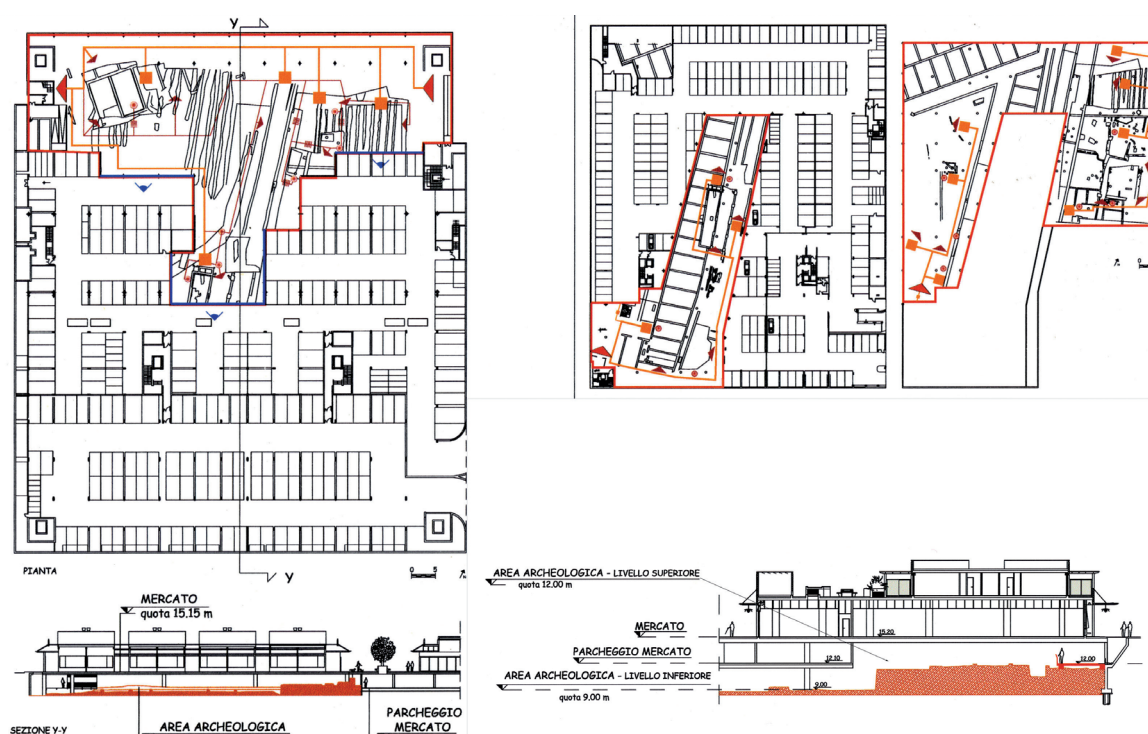 Y
Y
PIANTA
0 5
MERCATO
quota 15.15 m
SEZIONE Y-Y
AREA ARCHEOLOGICA
PARCHEGGIO
MERCATO
AREA ARCHEOLOGICA - LIVELLO SUPERIORE
quota 12.00 m
MERCATO
15.20
PARCHEGGIO MERCATO
12.10
12.00
AREA ARCHEOLOGICA - LIVELLO INFERIORE
9.00
quota 9.00 m